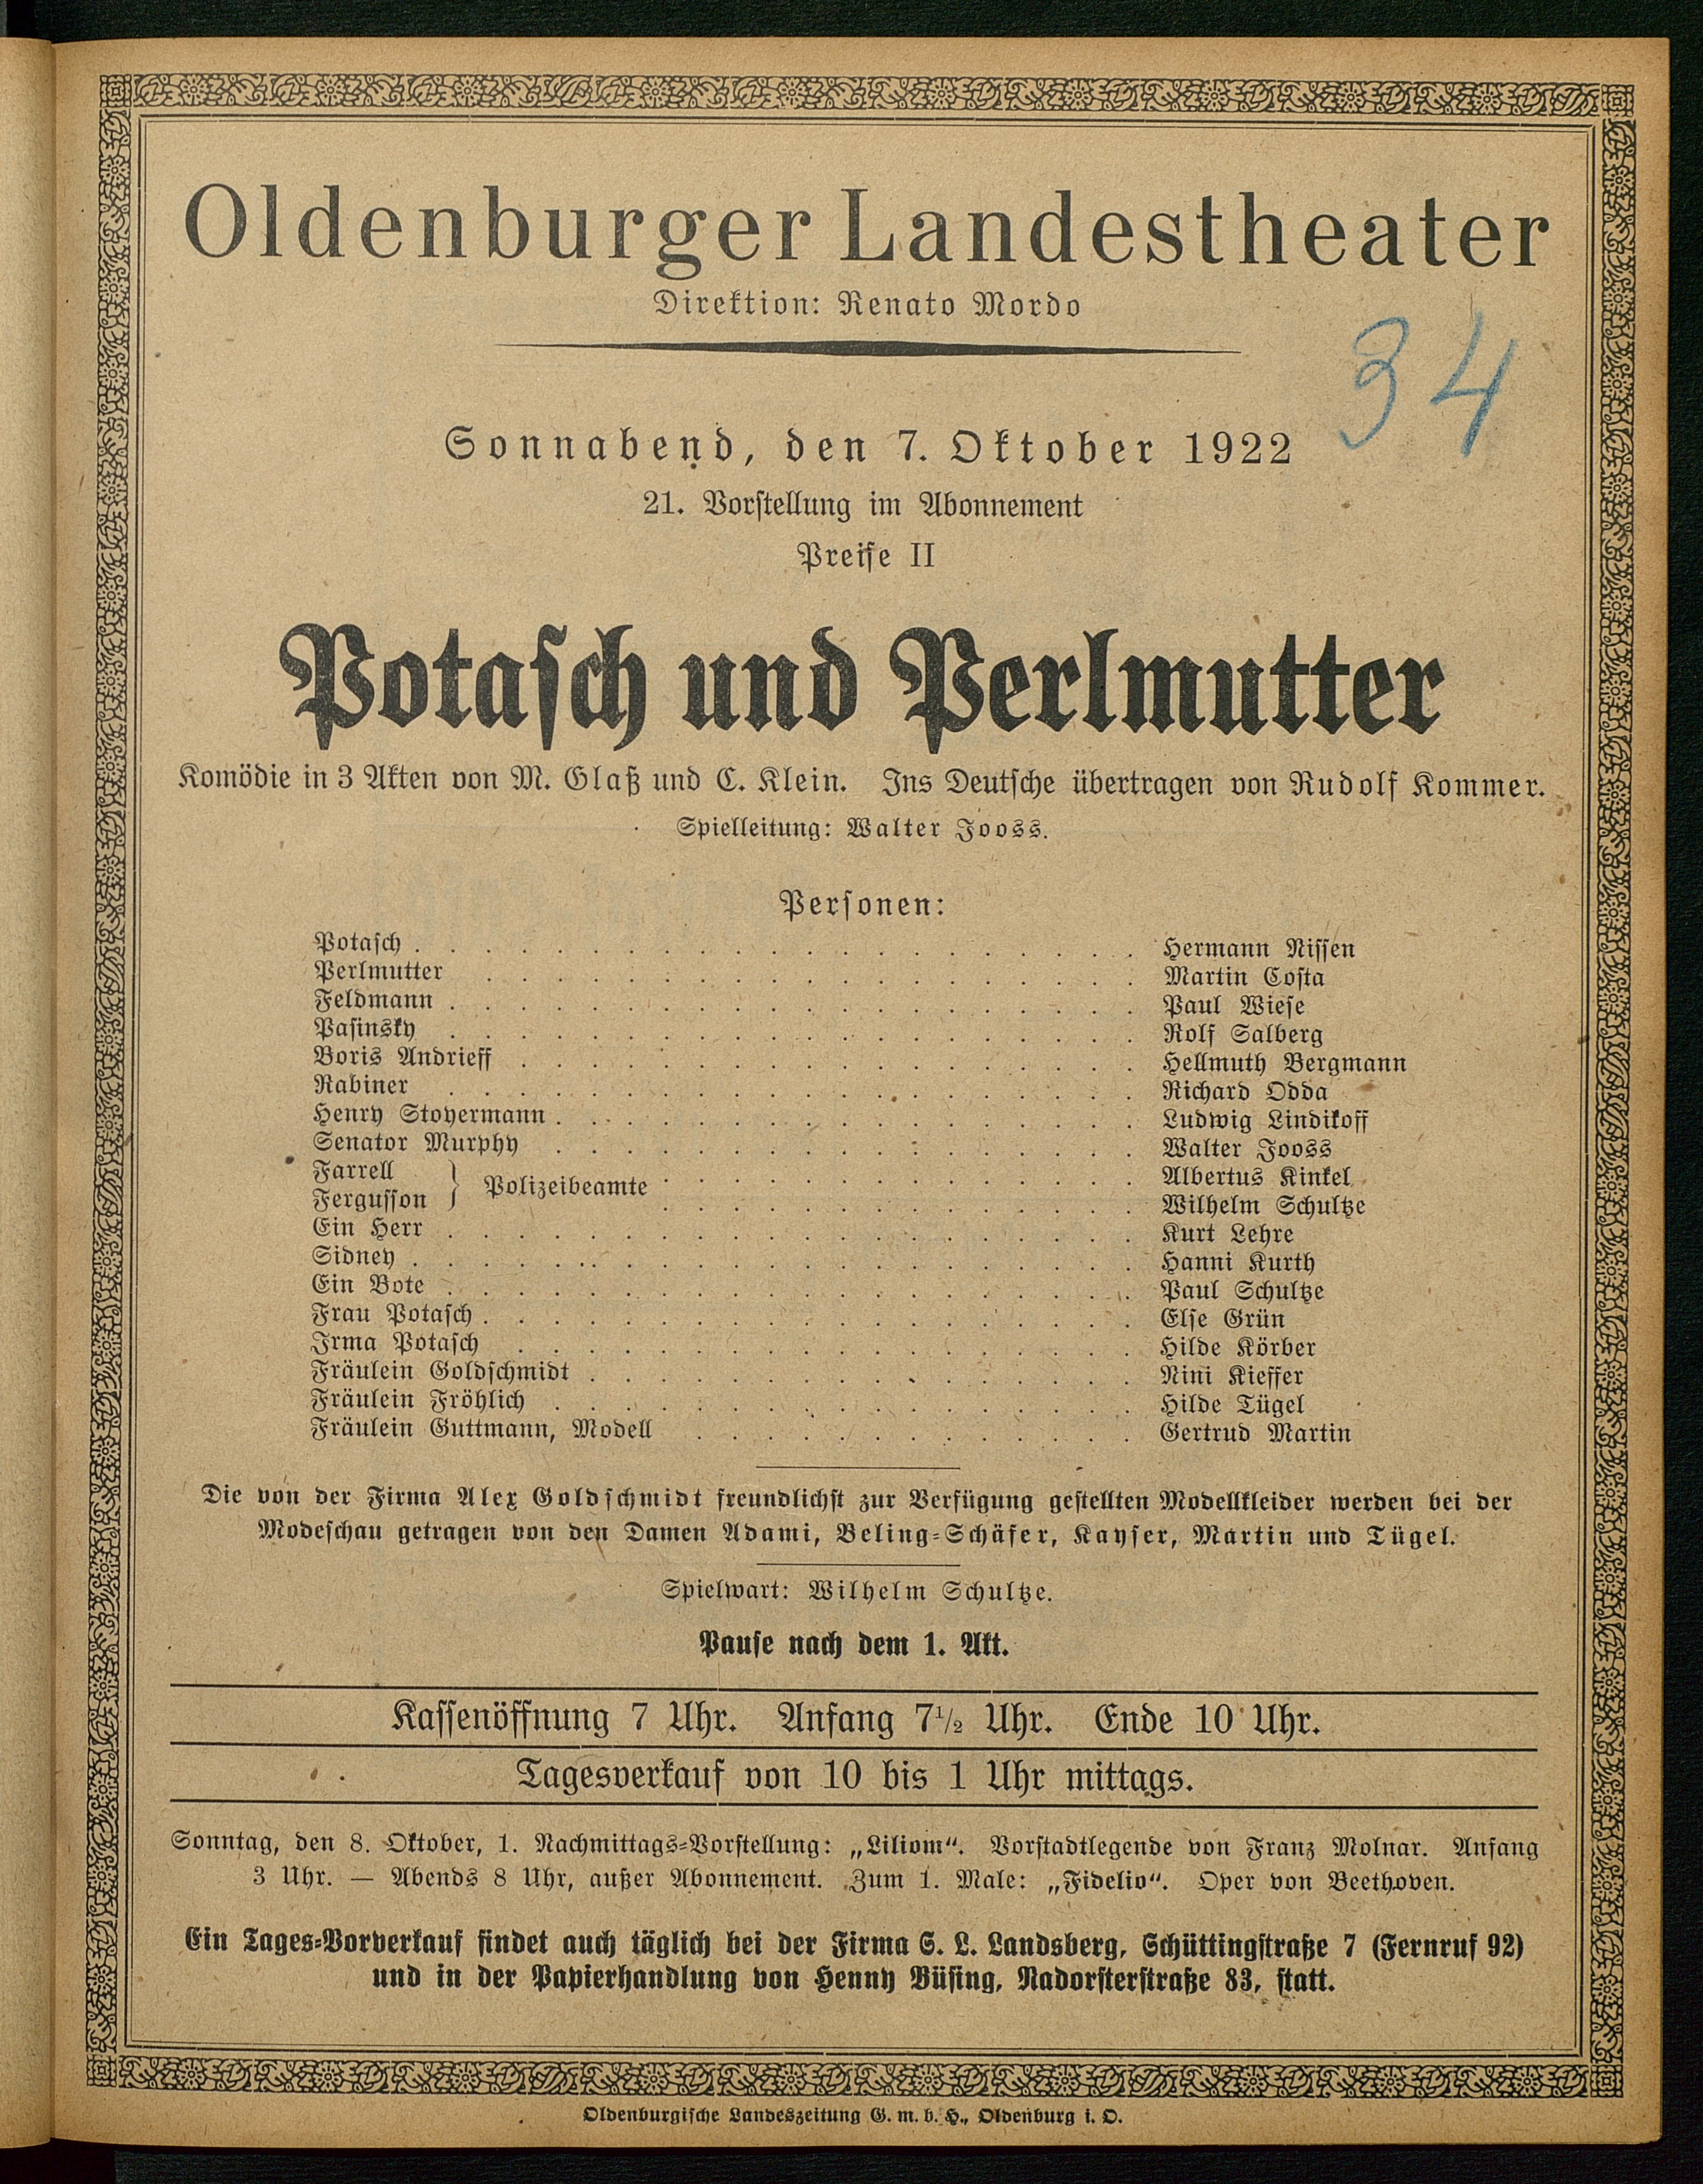 Oldenburger Landestheater
Direktion: Renato Mordo
34
Sonnabend, den 7. Oktober 1922
21. Vorstellung im Abonnement
Preise II
Potasch und Perlmutter
Komödie in 3 Akten von M. Glaß und C. Klein. Ins Deutsche übertragen von Rudolf Kommer.
Spielleitung: Walter Jooss.
Personen:
Potasch . . . . . . . . . . Hermann Nissen
Perlmutter . . . . . . . . . . Martin Costa
Feldmann . . . . . . . . . . Paul Wiese
Pasinsky . . . . . . . . . . Rolf Salberg
Boris Andrieff . . . . . . . . . . Hellmuth Bergmann
Rabiner . . . . . . . . . . Richard Odda
Henry Stoyermann . . . . . . . . . . Ludwig Lindikoff
Senator Murphy . . . . . . . . . . Walter Jooss
Farrell } Polizeibeamte . . . . . . . . . . Albertus Kinkel
Fergusson . . . . . . . . . . Wilhelm Schultze
Ein Herr . . . . . . . . . . Kurt Lehre
Sidney . . . . . . . . . . Hanni Kurth
Ein Bote . . . . . . . . . . Paul Schultze
Frau Potasch . . . . . . . . . . Else Grün
Irma Potasch . . . . . . . . . . Hilde Körber
Fräulein Goldschmidt . . . . . . . . . . Nini Kieffer
Fräulein Fröhlich . . . . . . . . . . Hilde Tügel
Fräulein Guttmann, Modell . . . . . . . . . . Gertrud Martin
Die von der Firma Alex Goldschmidt freundlichst zur Verfügung gestellten Modellkleider werden bei der
Modeschau getragen von den Damen Adami, Beling-Schäfer, Kayser, Martin und Tügel.
Spielwart: Wilhelm Schultze.
Pause nach dem 1. Akt.
Kassenöffnung 7 Uhr. Anfang 7½ Uhr. Ende 10 Uhr.
Tagesverkauf von 10 bis 1 Uhr mittags.
Sonntag, den 8. Oktober, 1. Nachmittags-Vorstellung: „Liliom“. Vorstadtlegende von Franz Molnar. Anfang
3 Uhr. — Abends 8 Uhr, außer Abonnement. Zum 1. Male: „Fidelio“. Oper von Beethoven.
Ein Tages-Vorverkauf findet auch täglich bei der Firma S. L. Landsberg, Schüttingstraße 7 (Fernruf 92)
und in der Papierhandlung von Henny Büsing, Nadorsterstraße 83, statt.
Oldenburgische Landeszeitung G. m. b. H., Oldenburg i. O.